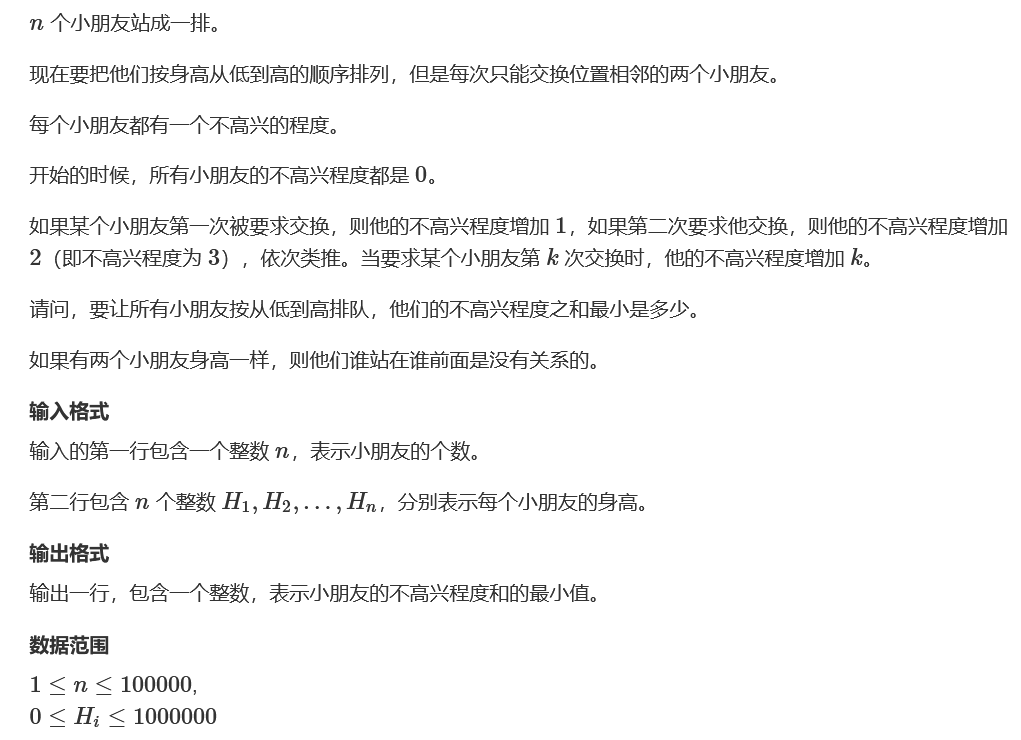 n 个小朋友站成一排。
现在要把他们按身高从低到高的顺序排列，但是每次只能交换位置相邻的两个小朋友。
每个小朋友都有一个不高兴的程度。
开始的时候，所有小朋友的不高兴程度都是 0。
如果某个小朋友第一次被要求交换，则他的不高兴程度增加 1，如果第二次要求他交换，则他的不高兴程度增加
2（即不高兴程度为 3），依次类推。当要求某个小朋友第 k 次交换时，他的不高兴程度增加 k。
请问，要让所有小朋友按从低到高排队，他们的不高兴程度之和最小是多少。
如果有两个小朋友身高一样，则他们谁站在谁前面是没有关系的。
输入格式
输入的第一行包含一个整数 n，表示小朋友的个数。
第二行包含 n 个整数 H₁, H₂, . . . , Hₙ，分别表示每个小朋友的身高。
输出格式
输出一行，包含一个整数，表示小朋友的不高兴程度和的最小值。
数据范围
1 ≤ n ≤ 100000,
0 ≤ Hᵢ ≤ 1000000